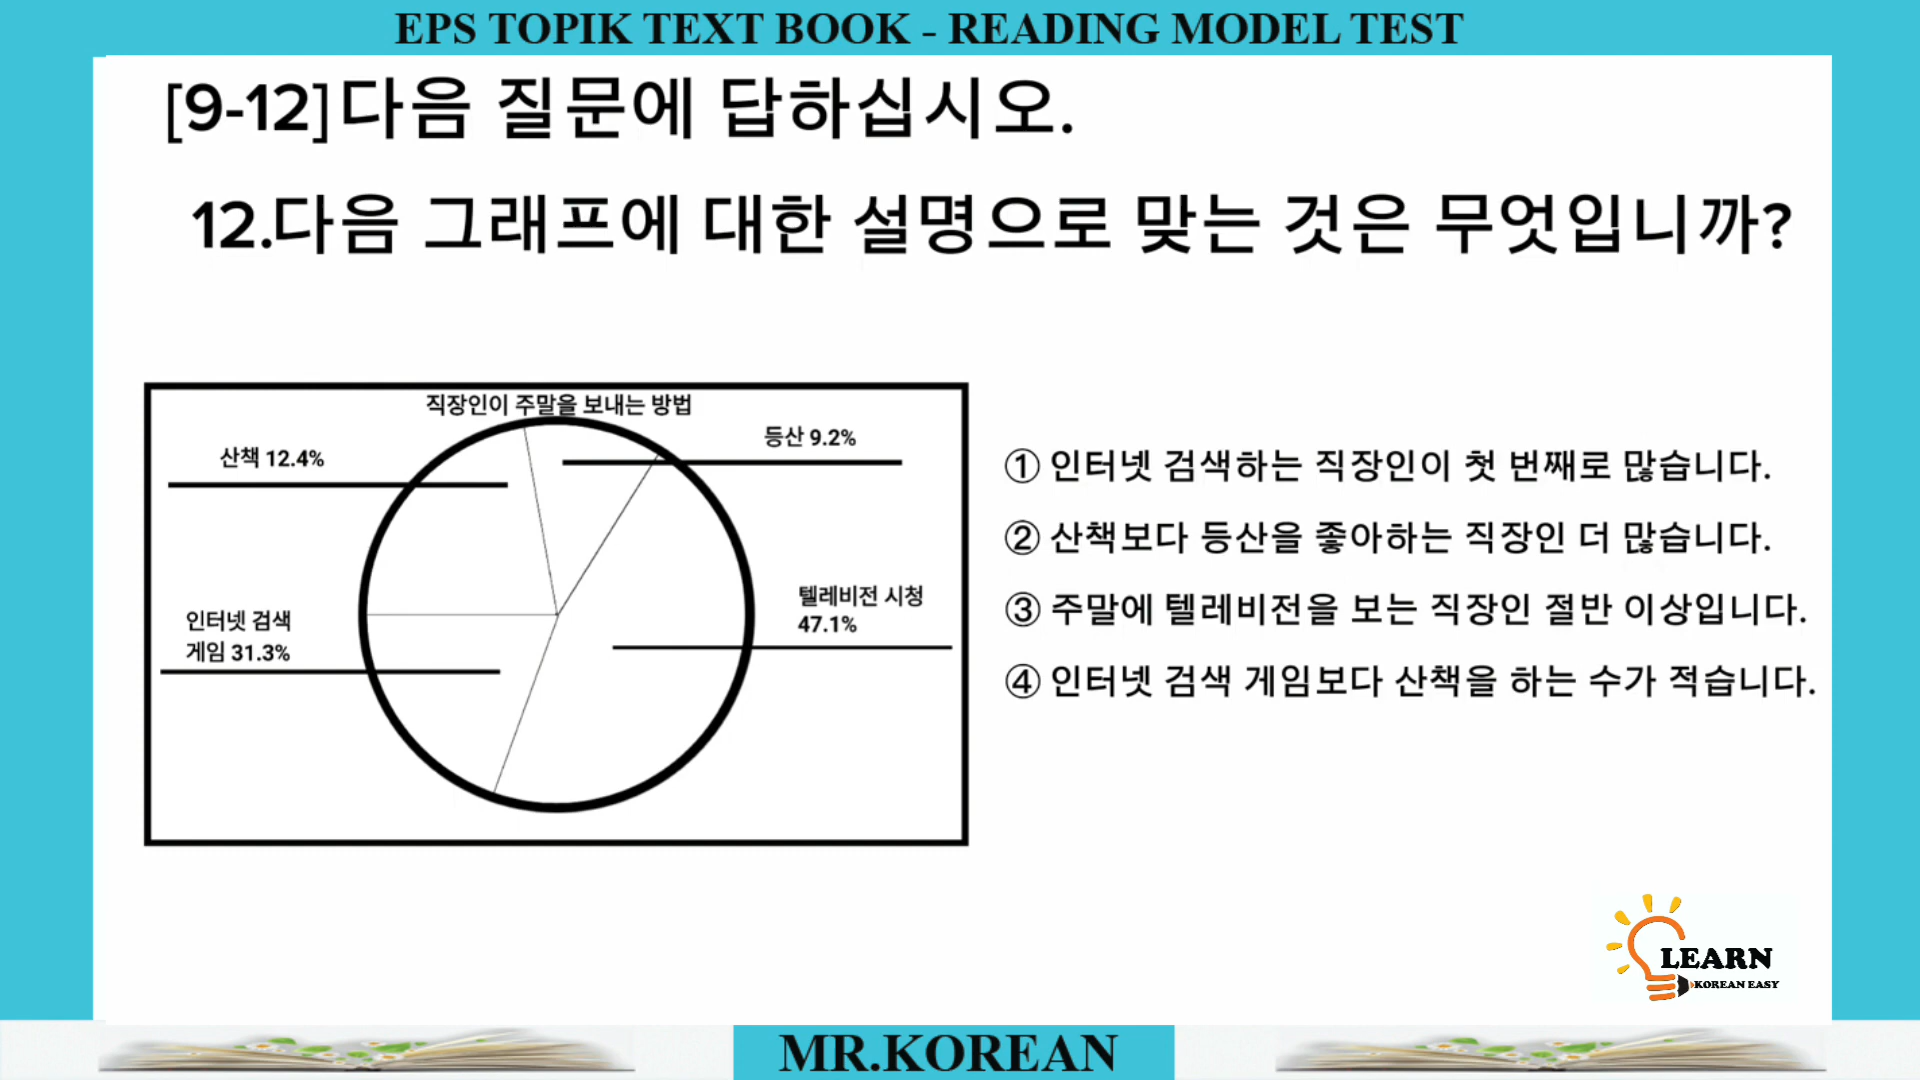 EPS TOPIK TEXT BOOK - READING MODEL TEST
[9-12]다음 질문에 답하십시오.
12.다음 그래프에 대한 설명으로 맞는 것은 무엇입니까?
직장인이 주말을 보내는 방법
등산 9.2%
산책 12.4%
텔레비전 시청
47.1%
인터넷 검색
게임 31.3%
① 인터넷 검색하는 직장인이 첫 번째로 많습니다.
② 산책보다 등산을 좋아하는 직장인 더 많습니다.
③ 주말에 텔레비전을 보는 직장인 절반 이상입니다.
④ 인터넷 검색 게임보다 산책을 하는 수가 적습니다.
LEARN
KOREAN EASY
MR.KOREAN